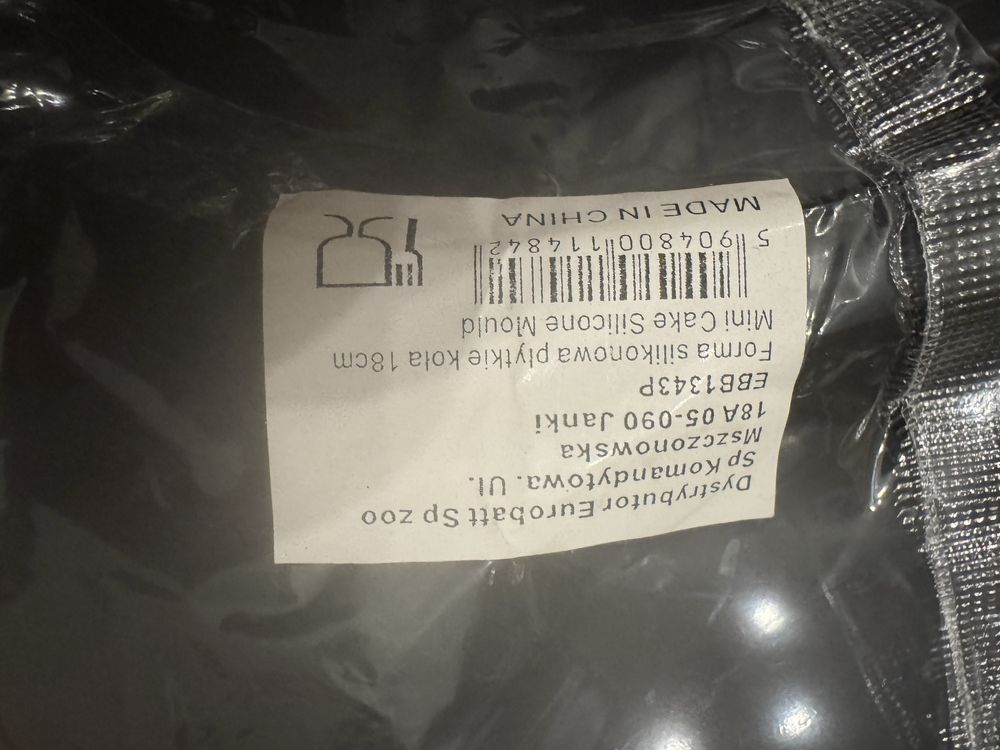 Dystrybutor Eurobatt Sp zoo
Sp Komandytowa. Ul.
Mszczonowska
18A 05-090 Janki
EBB1343P
Forma silikonowa płytkie koła 18cm
Mini Cake Silicone Mould
5 904800 114842
MADE IN CHINA